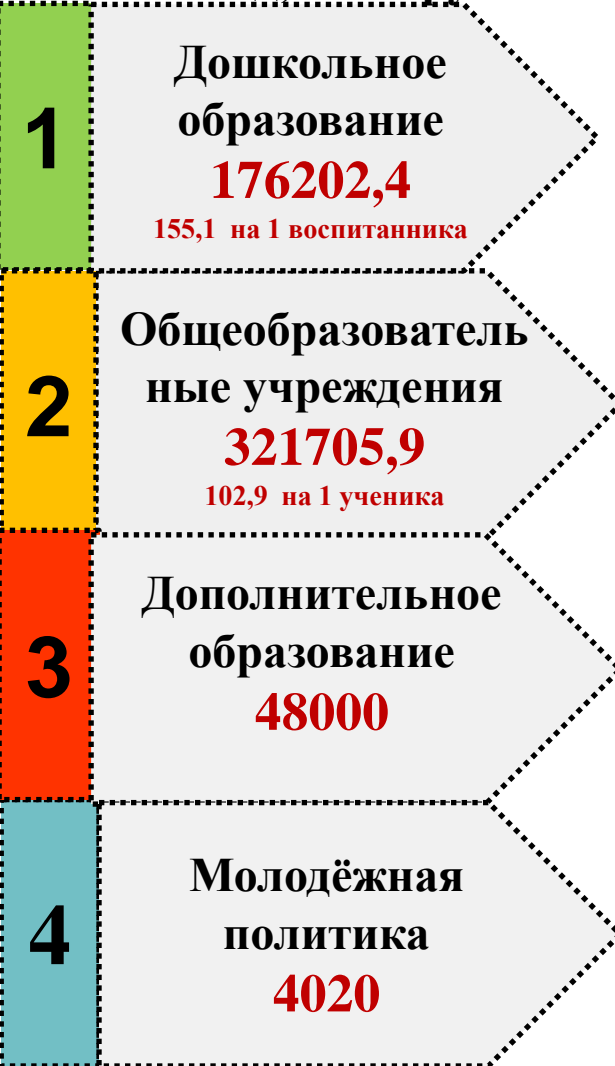 1
Дошкольное
образование
176202,4
155,1 на 1 воспитанника
2
Общеобразователь
ные учреждения
321705,9
102,9 на 1 ученика
3
Дополнительное
образование
48000
4
Молодёжная
политика
4020